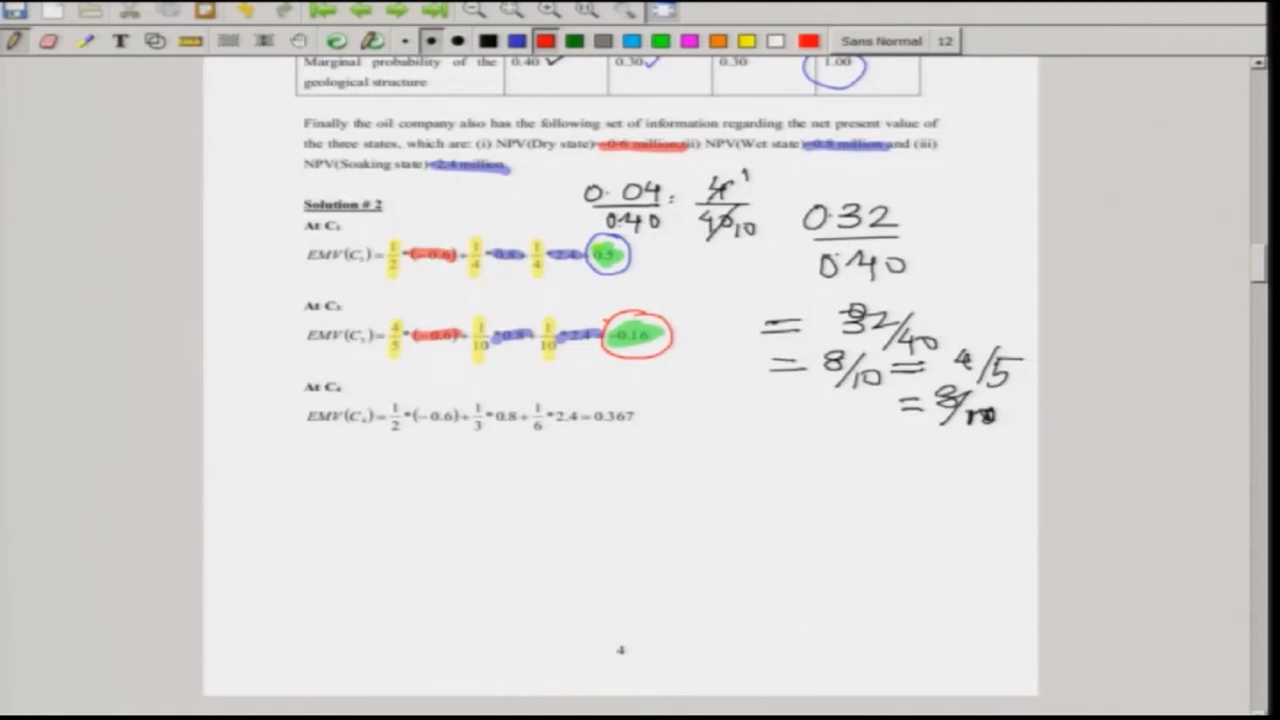 Sans Normal 12
Marginal probability of the geological structure 0.40 0.30 0.30 1.00
Finally the oil company also has the following set of information regarding the net present value of
the three states, which are: (i) NPV(Dry state)=-0.6 million,(ii) NPV(Wet state)=0.8 million and (iii)
NPV(Soaking state)=2.4 million.
Solution # 2
0.04/0.40 = 4/40 1 10
0.32/0.40
= 32/40
= 8/10 = 4/5
= 8/10
At C₂
EMV(C₂) = 1/2 *(-0.6)+ 1/4 *0.8+ 1/4 *2.4=0.5
At C₃
EMV(C₃) = 4/5 *(-0.6)+ 1/10 *0.8+ 1/10 *2.4=-0.16
At C₄
EMV(C₄) = 1/2 *(-0.6)+ 1/3 *0.8+ 1/6 *2.4=0.367
4